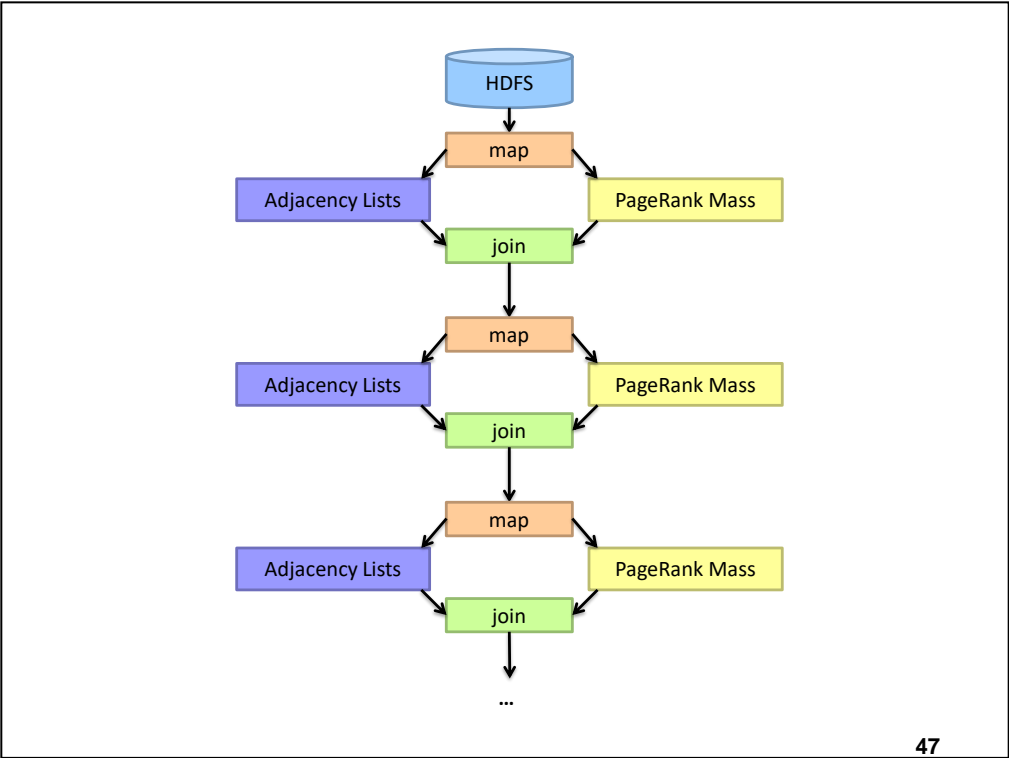 HDFS
map
Adjacency Lists
PageRank Mass
join
map
Adjacency Lists
PageRank Mass
join
map
Adjacency Lists
PageRank Mass
join
...
47